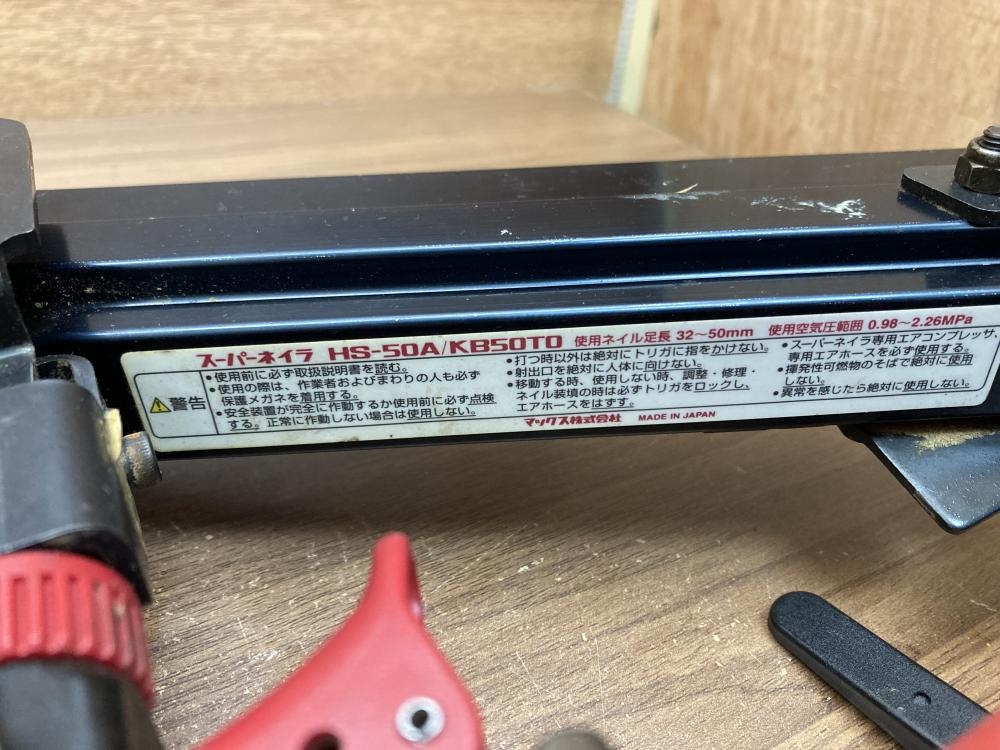 スーパーネイラ HS-50A/KB50TO 使用ネイル足長 32～50mm 使用空気圧範囲 0.98～2.26MPa
警告
•使用前に必ず取扱説明書を読む。
•使用の際は、作業者およびまわりの人も必ず
保護メガネを着用する。
•安全装置が完全に作動するか使用前に必ず点検
する。正常に作動しない場合は使用しない。
•打つ時以外は絶対にトリガに指をかけない。
•射出口を絶対に人体に向けない。
•移動する時、使用しない時、調整・修理・
ネイル装填の時は必ずトリガをロックし、
エアホースをはずす。
•スーパーネイラ専用エアコンプレッサ、
専用エアホースを必ず使用する。
•揮発性可燃物のそばで絶対に使用
しない。
•異常を感じたら絶対に使用しない。
マックス株式会社 MADE IN JAPAN